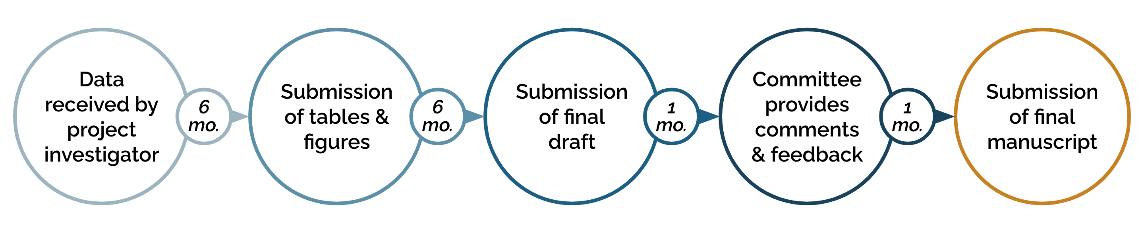 Data
received by
project
investigator
6
mo.
Submission
of tables &
figures
6
mo.
Submission
of final
draft
1
mo.
Committee
provides
comments
& feedback
1
mo.
Submission
of final
manuscript